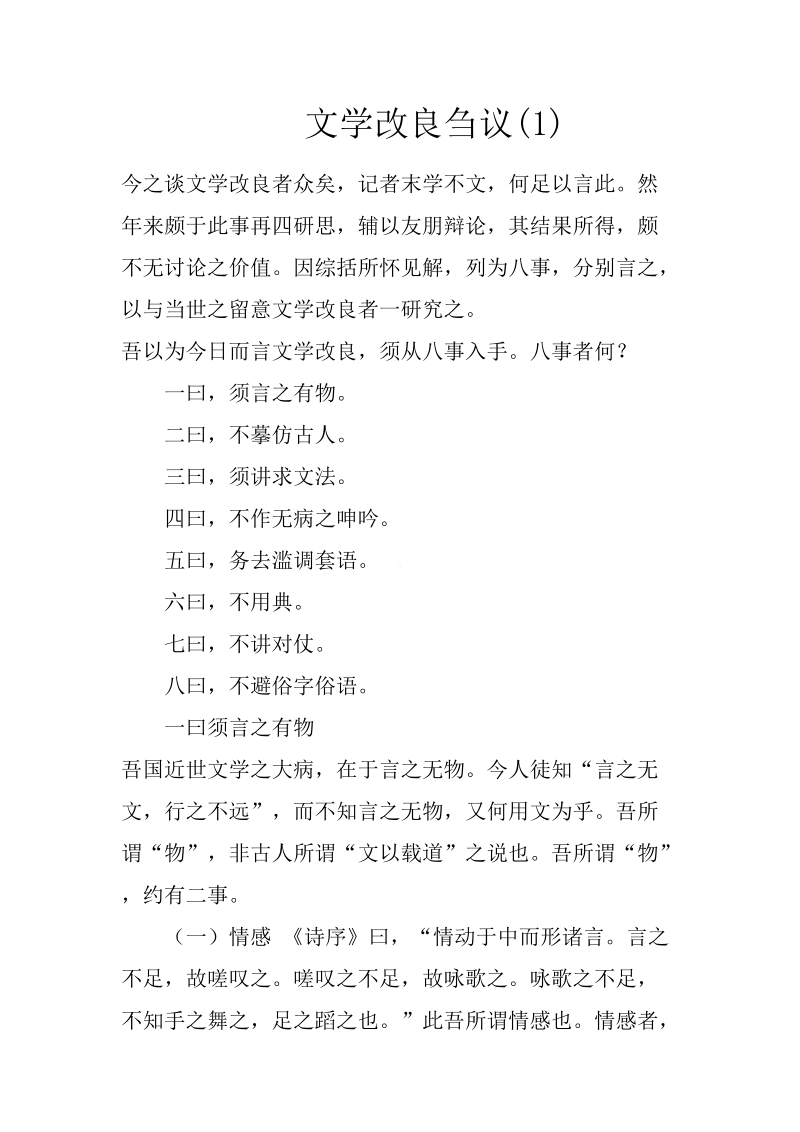 文学改良刍议(1)
今之谈文学改良者众矣，记者末学不文，何足以言此。然
年来颇于此事再四研思，辅以友朋辩论，其结果所得，颇
不无讨论之价值。因综括所怀见解，列为八事，分别言之，
以与当世之留意文学改良者一研究之。
吾以为今日而言文学改良，须从八事入手。八事者何？
一曰，须言之有物。
二曰，不摹仿古人。
三曰，须讲求文法。
四曰，不作无病之呻吟。
五曰，务去滥调套语。
六曰，不用典。
七曰，不讲对仗。
八曰，不避俗字俗语。
一曰须言之有物
吾国近世文学之大病，在于言之无物。今人徒知“言之无
文，行之不远”，而不知言之无物，又何用文为乎。吾所
谓“物”，非古人所谓“文以载道”之说也。吾所谓“物”
，约有二事。
（一）情感 《诗序》曰，“情动于中而形诸言。言之
不足，故嗟叹之。嗟叹之不足，故咏歌之。咏歌之不足，
不知手之舞之，足之蹈之也。”此吾所谓情感也。情感者，